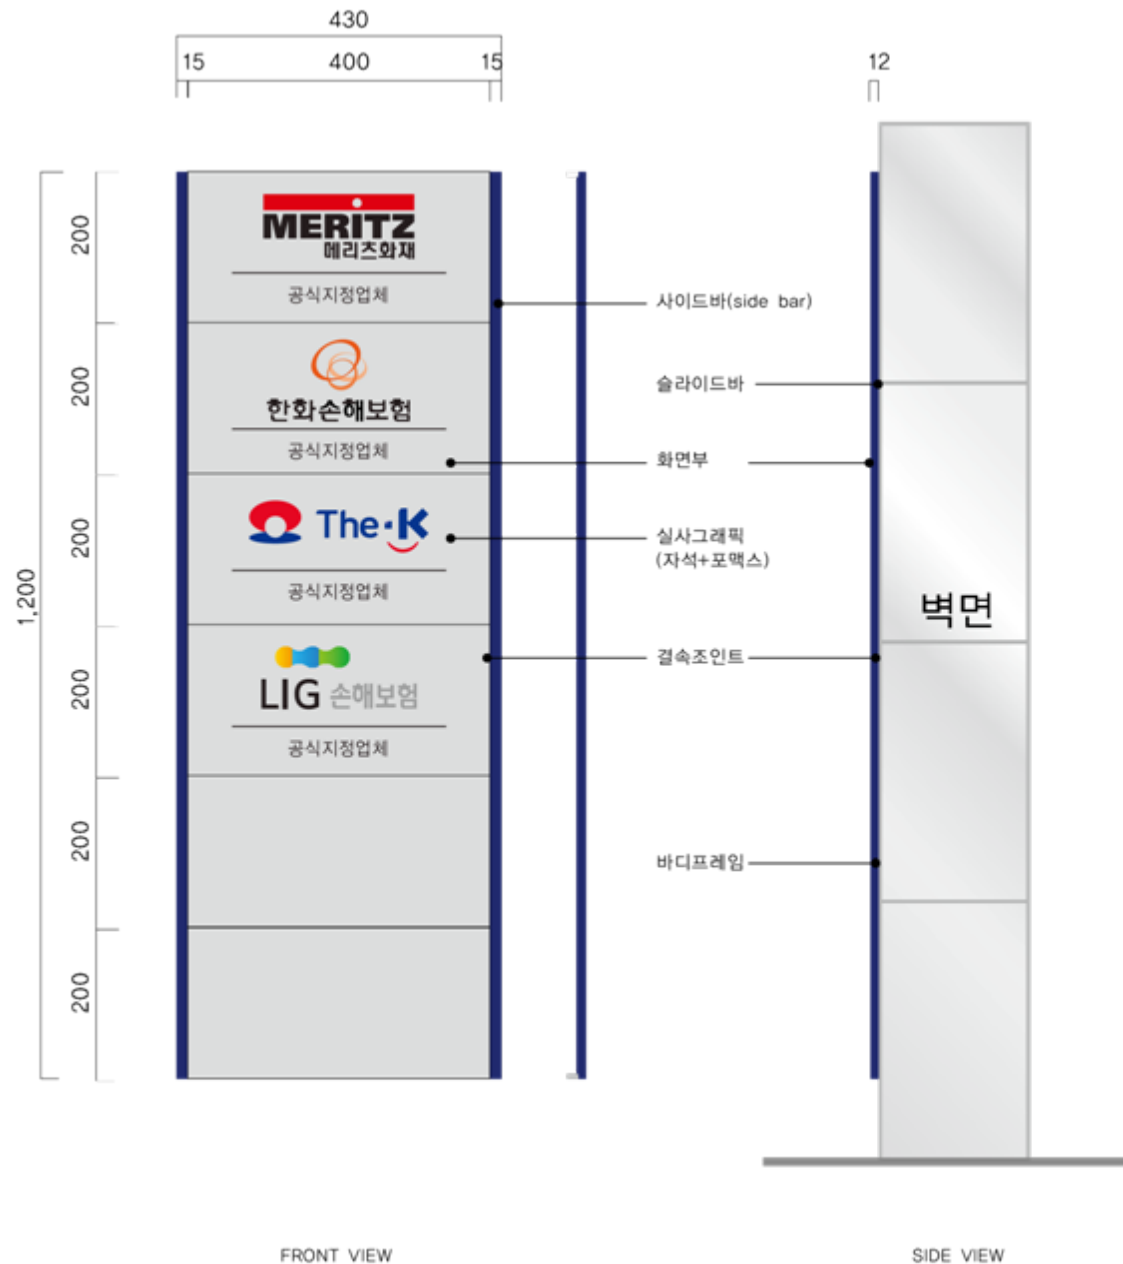 430
15 400 15
12
1,200
200
200
200
200
200
200
MERITZ
메리츠화재
공식지정업체
한화손해보험
공식지정업체
The·K
공식지정업체
LIG 손해보험
공식지정업체
사이드바(side bar)
슬라이드바
화면부
실사그래픽
(자석+포맥스)
결속조인트
바디프레임
벽면
FRONT VIEW
SIDE VIEW